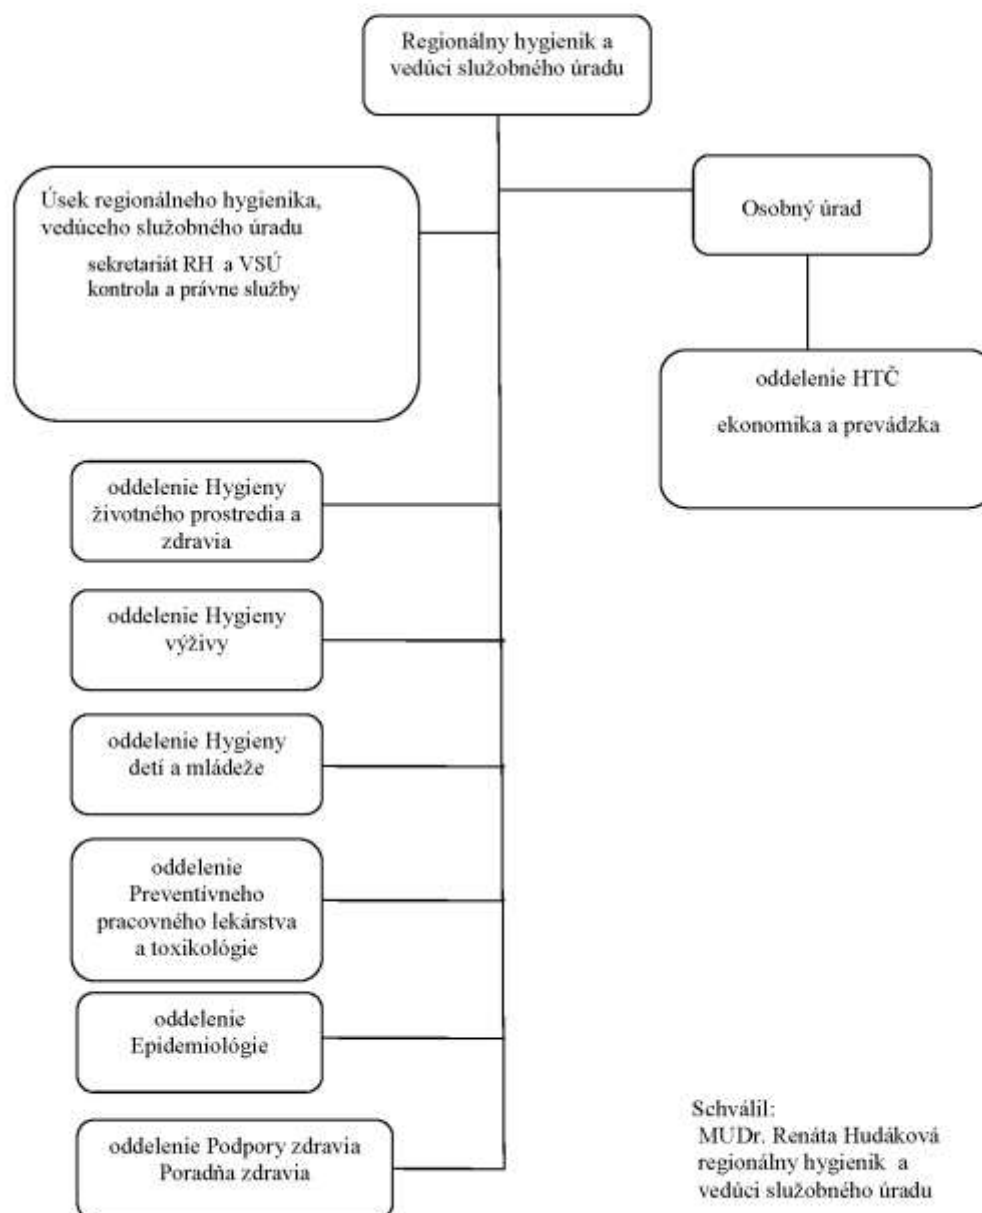 Regionálny hygienik a
vedúci služobného úradu
Úsek regionálneho hygienika,
vedúceho služobného úradu
sekretariát RH a VSÚ
kontrola a právne služby
Osobný úrad
oddelenie HTČ
ekonomika a prevádzka
oddelenie Hygieny
životného prostredia a
zdravia
oddelenie Hygieny
výživy
oddelenie Hygieny
detí a mládeže
oddelenie
Preventívneho
pracovného lekárstva
a toxikológie
oddelenie
Epidemiológie
oddelenie Podpory zdravia
Poradňa zdravia
Schválil:
MUDr. Renáta Hudáková
regionálny hygienik a
vedúci služobného úradu